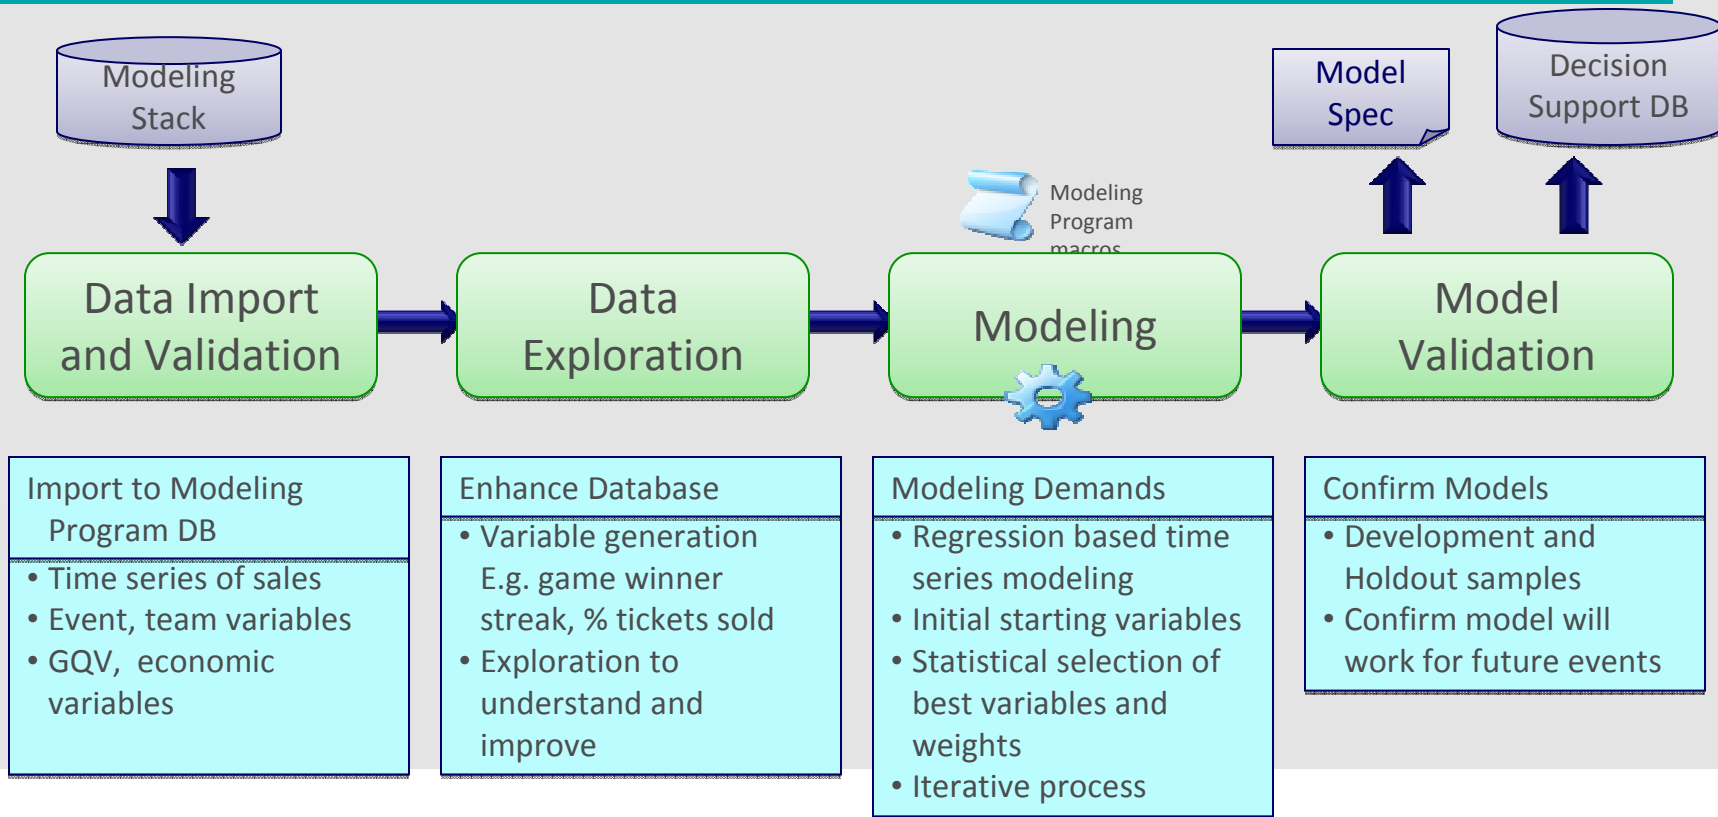 Modeling
Stack
Model
Spec
Decision
Support DB
Modeling
Program
macros
Data Import
and Validation
Data
Exploration
Modeling
Model
Validation
Import to Modeling
Program DB
• Time series of sales
• Event, team variables
• GQV,  economic
variables
Enhance Database
• Variable generation
E.g. game winner
streak, % tickets sold
• Exploration to
understand and
improve
Modeling Demands
• Regression based time
series modeling
• Initial starting variables
• Statistical selection of
best variables and
weights
• Iterative process
Confirm Models
• Development and
Holdout samples
• Confirm model will
work for future events